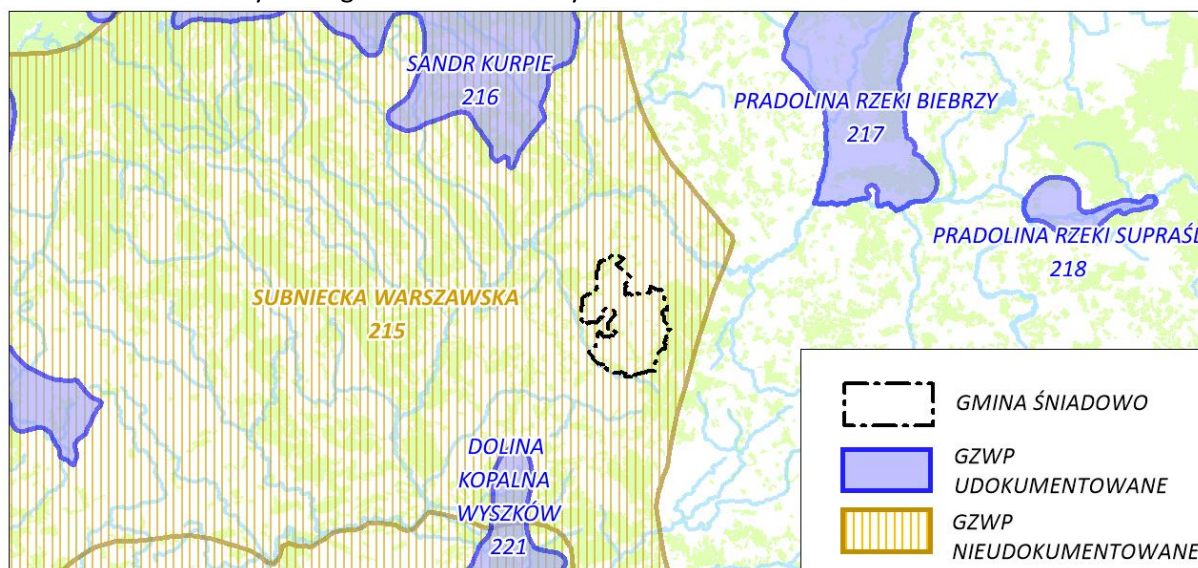 SANDR KURPIE
216
PRADOLINA RZEKI BIEBRZY
217
PRADOLINA RZEKI SUPRAŚL
218
SUBNIECKA WARSZAWSKA
215
DOLINA
KOPALNA
WYSZKÓW
221
GMINA ŚNIADOWO
GZWP
UDOKUMENTOWANE
GZWP
NIEUDOKUMENTOWANE